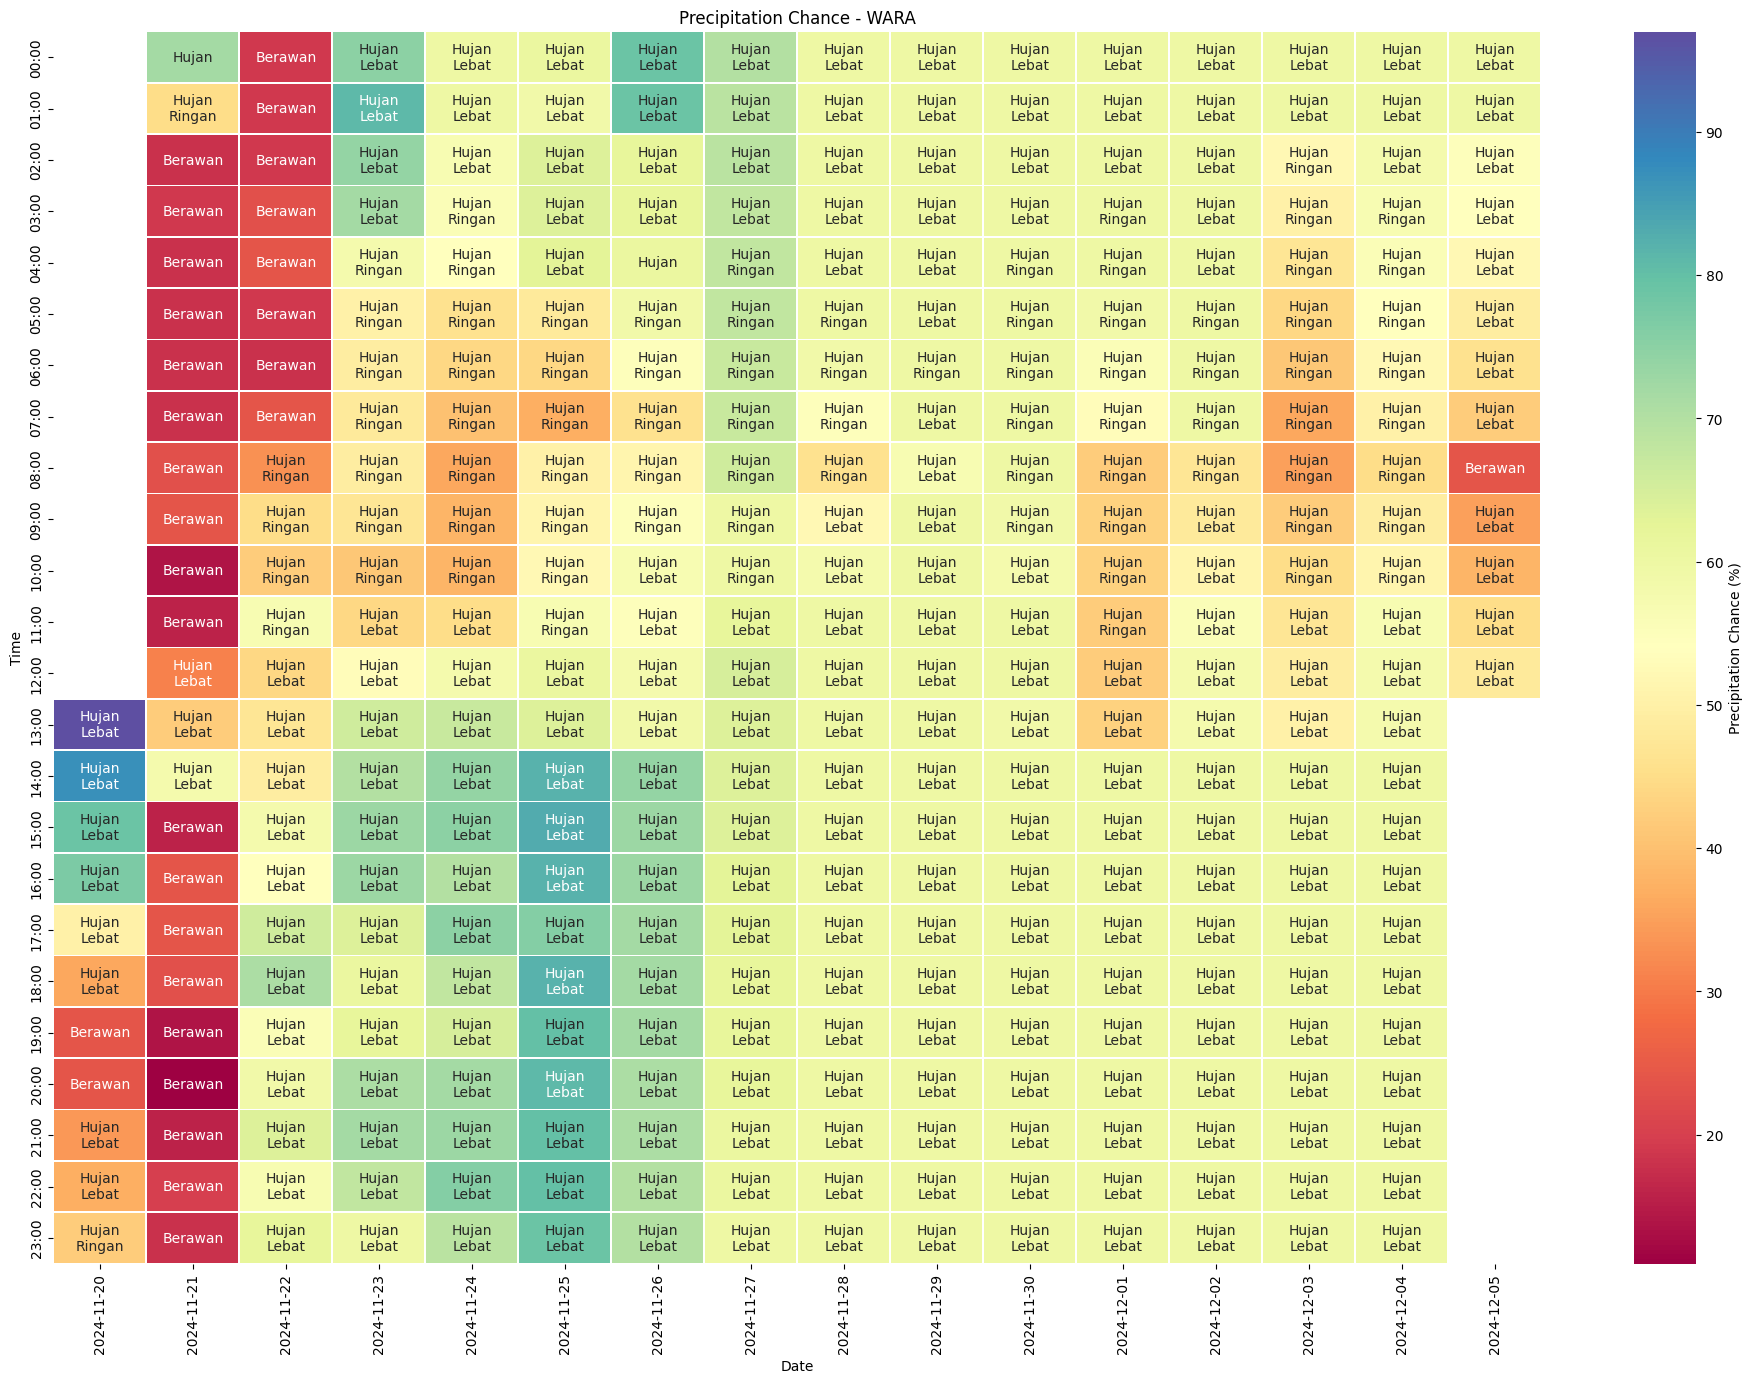 Precipitation Chance - WARA
00:00 Hujan Berawan Hujan Lebat Hujan Lebat Hujan Lebat Hujan Lebat Hujan Lebat Hujan Lebat Hujan Lebat Hujan Lebat Hujan Lebat Hujan Lebat Hujan Lebat Hujan Lebat Hujan Lebat
01:00 Hujan Ringan Berawan Hujan Lebat Hujan Lebat Hujan Lebat Hujan Lebat Hujan Lebat Hujan Lebat Hujan Lebat Hujan Lebat Hujan Lebat Hujan Lebat Hujan Lebat Hujan Lebat Hujan Lebat
02:00 Berawan Berawan Hujan Lebat Hujan Lebat Hujan Lebat Hujan Lebat Hujan Lebat Hujan Lebat Hujan Lebat Hujan Lebat Hujan Lebat Hujan Lebat Hujan Ringan Hujan Lebat Hujan Lebat
03:00 Berawan Berawan Hujan Lebat Hujan Ringan Hujan Lebat Hujan Lebat Hujan Lebat Hujan Lebat Hujan Lebat Hujan Lebat Hujan Ringan Hujan Lebat Hujan Ringan Hujan Ringan Hujan Lebat
04:00 Berawan Berawan Hujan Ringan Hujan Ringan Hujan Lebat Hujan Hujan Ringan Hujan Lebat Hujan Lebat Hujan Ringan Hujan Ringan Hujan Lebat Hujan Ringan Hujan Ringan Hujan Lebat
05:00 Berawan Berawan Hujan Ringan Hujan Ringan Hujan Ringan Hujan Ringan Hujan Ringan Hujan Ringan Hujan Lebat Hujan Ringan Hujan Ringan Hujan Ringan Hujan Ringan Hujan Ringan Hujan Lebat
06:00 Berawan Berawan Hujan Ringan Hujan Ringan Hujan Ringan Hujan Ringan Hujan Ringan Hujan Ringan Hujan Ringan Hujan Ringan Hujan Ringan Hujan Ringan Hujan Ringan Hujan Ringan Hujan Lebat
07:00 Berawan Berawan Hujan Ringan Hujan Ringan Hujan Ringan Hujan Ringan Hujan Ringan Hujan Ringan Hujan Lebat Hujan Ringan Hujan Ringan Hujan Ringan Hujan Ringan Hujan Ringan Hujan Lebat
08:00 Berawan Hujan Ringan Hujan Ringan Hujan Ringan Hujan Ringan Hujan Ringan Hujan Ringan Hujan Ringan Hujan Lebat Hujan Ringan Hujan Ringan Hujan Ringan Hujan Ringan Hujan Ringan Berawan
09:00 Berawan Hujan Ringan Hujan Ringan Hujan Ringan Hujan Ringan Hujan Ringan Hujan Ringan Hujan Lebat Hujan Lebat Hujan Ringan Hujan Ringan Hujan Lebat Hujan Ringan Hujan Ringan Hujan Lebat
10:00 Berawan Hujan Ringan Hujan Ringan Hujan Ringan Hujan Ringan Hujan Lebat Hujan Ringan Hujan Lebat Hujan Lebat Hujan Lebat Hujan Ringan Hujan Lebat Hujan Ringan Hujan Ringan Hujan Lebat
11:00 Berawan Hujan Ringan Hujan Lebat Hujan Lebat Hujan Ringan Hujan Lebat Hujan Lebat Hujan Lebat Hujan Lebat Hujan Lebat Hujan Ringan Hujan Lebat Hujan Lebat Hujan Lebat Hujan Lebat
12:00 Hujan Lebat Hujan Lebat Hujan Lebat Hujan Lebat Hujan Lebat Hujan Lebat Hujan Lebat Hujan Lebat Hujan Lebat Hujan Lebat Hujan Lebat Hujan Lebat Hujan Lebat Hujan Lebat Hujan Lebat
13:00 Hujan Lebat Hujan Lebat Hujan Lebat Hujan Lebat Hujan Lebat Hujan Lebat Hujan Lebat Hujan Lebat Hujan Lebat Hujan Lebat Hujan Lebat Hujan Lebat Hujan Lebat Hujan Lebat Hujan Lebat
14:00 Hujan Lebat Hujan Lebat Hujan Lebat Hujan Lebat Hujan Lebat Hujan Lebat Hujan Lebat Hujan Lebat Hujan Lebat Hujan Lebat Hujan Lebat Hujan Lebat Hujan Lebat Hujan Lebat Hujan Lebat
15:00 Hujan Lebat Berawan Hujan Lebat Hujan Lebat Hujan Lebat Hujan Lebat Hujan Lebat Hujan Lebat Hujan Lebat Hujan Lebat Hujan Lebat Hujan Lebat Hujan Lebat Hujan Lebat Hujan Lebat
16:00 Hujan Lebat Berawan Hujan Lebat Hujan Lebat Hujan Lebat Hujan Lebat Hujan Lebat Hujan Lebat Hujan Lebat Hujan Lebat Hujan Lebat Hujan Lebat Hujan Lebat Hujan Lebat Hujan Lebat
17:00 Hujan Lebat Berawan Hujan Lebat Hujan Lebat Hujan Lebat Hujan Lebat Hujan Lebat Hujan Lebat Hujan Lebat Hujan Lebat Hujan Lebat Hujan Lebat Hujan Lebat Hujan Lebat Hujan Lebat
18:00 Hujan Lebat Berawan Hujan Lebat Hujan Lebat Hujan Lebat Hujan Lebat Hujan Lebat Hujan Lebat Hujan Lebat Hujan Lebat Hujan Lebat Hujan Lebat Hujan Lebat Hujan Lebat Hujan Lebat
19:00 Berawan Berawan Hujan Lebat Hujan Lebat Hujan Lebat Hujan Lebat Hujan Lebat Hujan Lebat Hujan Lebat Hujan Lebat Hujan Lebat Hujan Lebat Hujan Lebat Hujan Lebat Hujan Lebat
20:00 Berawan Berawan Hujan Lebat Hujan Lebat Hujan Lebat Hujan Lebat Hujan Lebat Hujan Lebat Hujan Lebat Hujan Lebat Hujan Lebat Hujan Lebat Hujan Lebat Hujan Lebat Hujan Lebat
21:00 Hujan Lebat Berawan Hujan Lebat Hujan Lebat Hujan Lebat Hujan Lebat Hujan Lebat Hujan Lebat Hujan Lebat Hujan Lebat Hujan Lebat Hujan Lebat Hujan Lebat Hujan Lebat Hujan Lebat
22:00 Hujan Lebat Berawan Hujan Lebat Hujan Lebat Hujan Lebat Hujan Lebat Hujan Lebat Hujan Lebat Hujan Lebat Hujan Lebat Hujan Lebat Hujan Lebat Hujan Lebat Hujan Lebat Hujan Lebat
23:00 Hujan Ringan Berawan Hujan Lebat Hujan Lebat Hujan Lebat Hujan Lebat Hujan Lebat Hujan Lebat Hujan Lebat Hujan Lebat Hujan Lebat Hujan Lebat Hujan Lebat Hujan Lebat Hujan Lebat
Time
2024-11-20 2024-11-21 2024-11-22 2024-11-23 2024-11-24 2024-11-25 2024-11-26 2024-11-27 2024-11-28 2024-11-29 2024-11-30 2024-12-01 2024-12-02 2024-12-03 2024-12-04 2024-12-05
Date
90
80
70
60
50
40
30
20
Precipitation Chance (%)